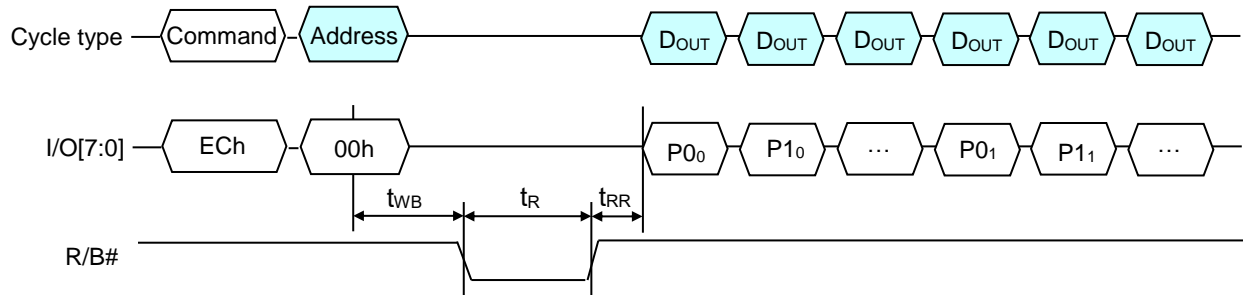 Cycle type Command Address DOUT DOUT DOUT DOUT DOUT DOUT
I/O[7:0] ECh 00h P0₀ P1₀ ... P0₁ P1₁ ...
tWB tR tRR
R/B#